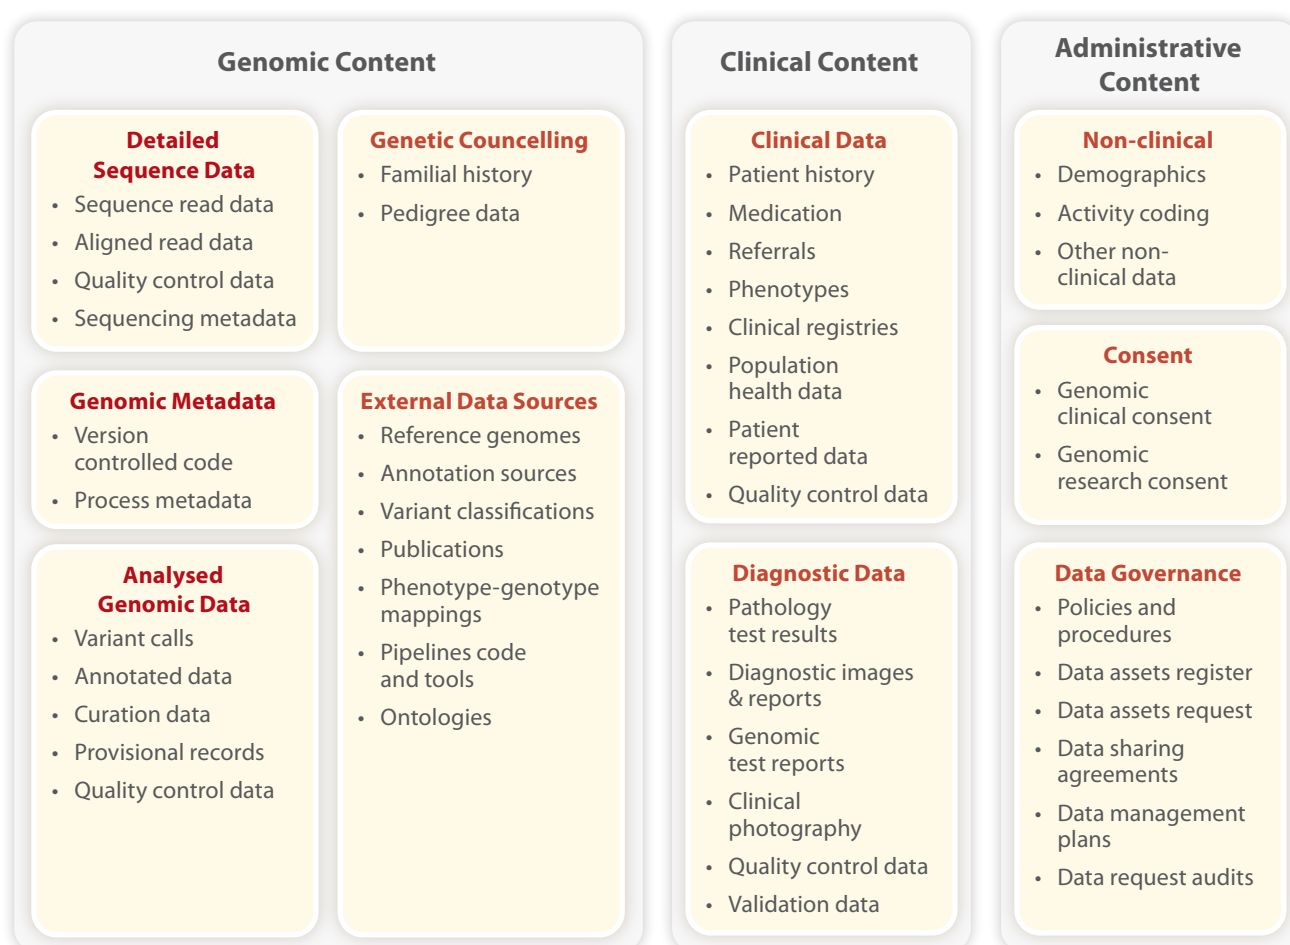 Genomic Content
Detailed
Sequence Data
• Sequence read data
• Aligned read data
• Quality control data
• Sequencing metadata
Genetic Councelling
• Familial history
• Pedigree data
Genomic Metadata
• Version
controlled code
• Process metadata
External Data Sources
• Reference genomes
• Annotation sources
• Variant classifications
• Publications
• Phenotype-genotype
mappings
• Pipelines code
and tools
• Ontologies
Analysed
Genomic Data
• Variant calls
• Annotated data
• Curation data
• Provisional records
• Quality control data
Clinical Content
Clinical Data
• Patient history
• Medication
• Referrals
• Phenotypes
• Clinical registries
• Population
health data
• Patient
reported data
• Quality control data
Diagnostic Data
• Pathology
test results
• Diagnostic images
& reports
• Genomic
test reports
• Clinical
photography
• Quality control data
• Validation data
Administrative
Content
Non-clinical
• Demographics
• Activity coding
• Other non-
clinical data
Consent
• Genomic
clinical consent
• Genomic
research consent
Data Governance
• Policies and
procedures
• Data assets register
• Data assets request
• Data sharing
agreements
• Data management
plans
• Data request audits